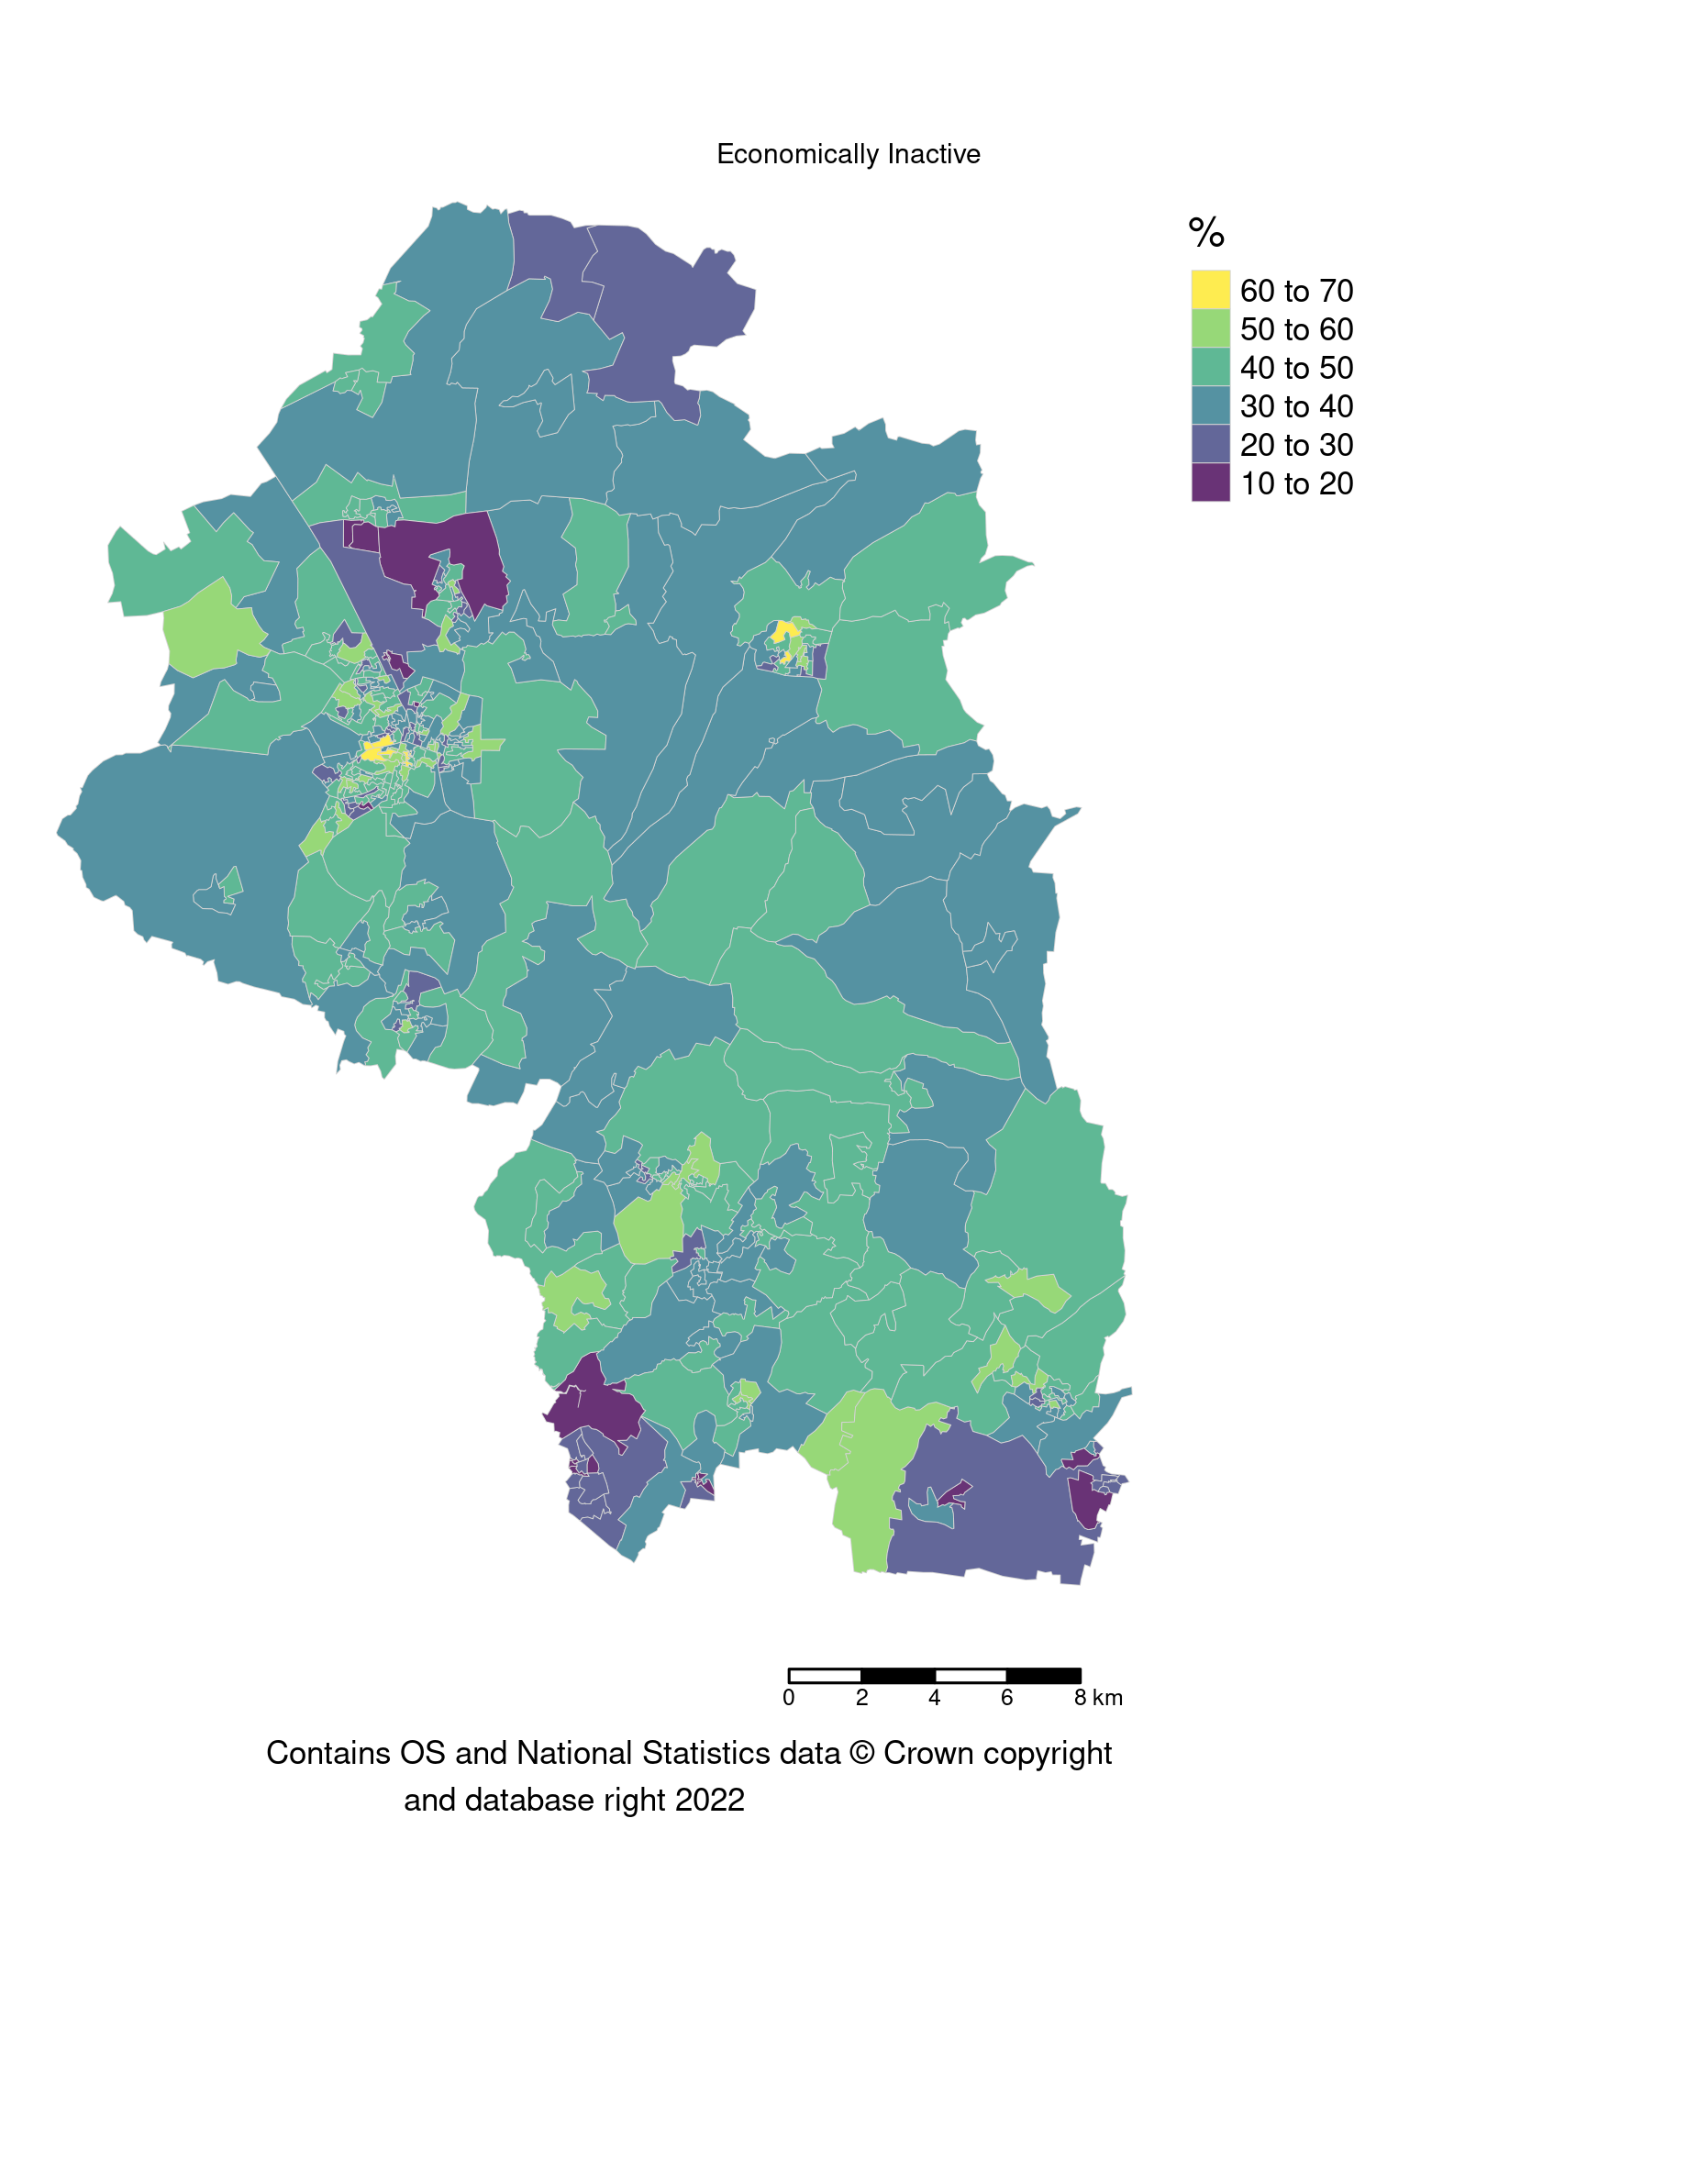 Economically Inactive
%
60 to 70
50 to 60
40 to 50
30 to 40
20 to 30
10 to 20
0 2 4 6 8 km
Contains OS and National Statistics data © Crown copyright
and database right 2022